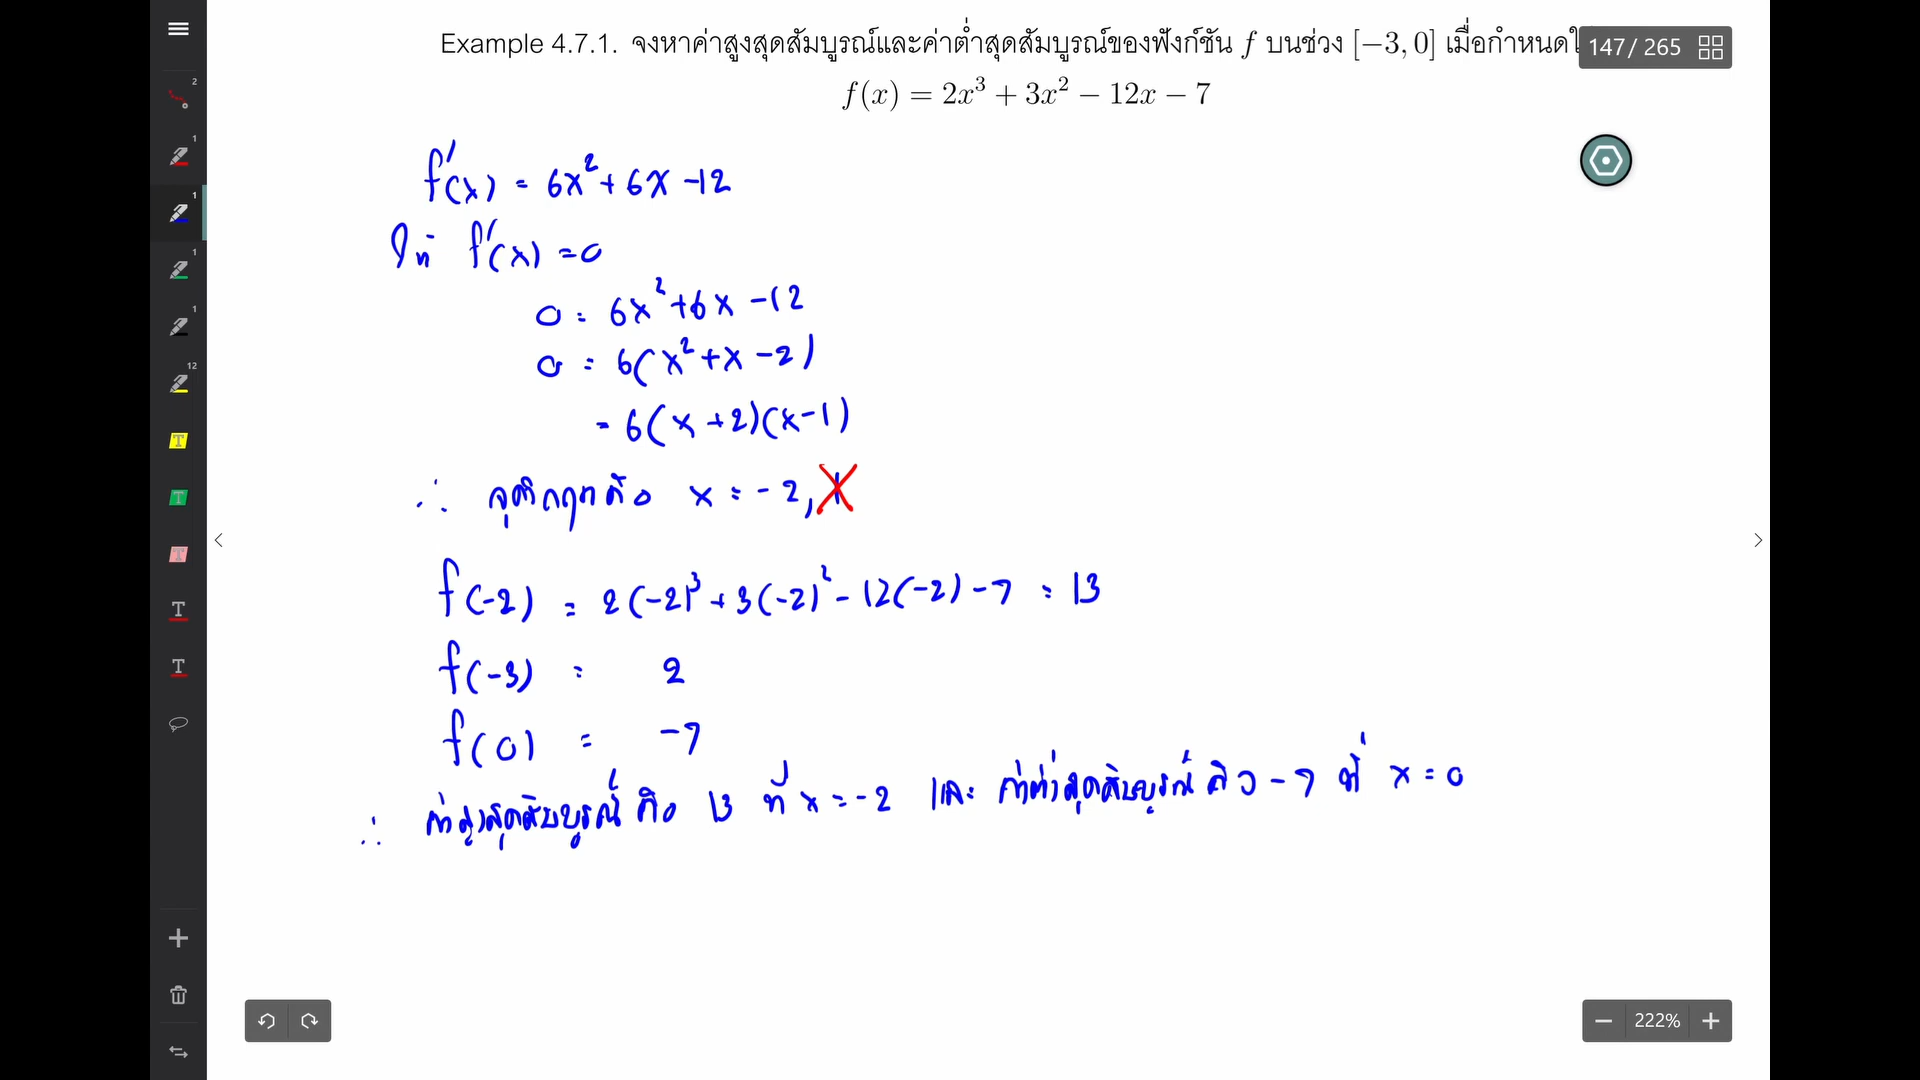 Example 4.7.1. จงหาค่าสูงสุดสัมบูรณ์และค่าต่ำสุดสัมบูรณ์ของฟังก์ชัน f บนช่วง [−3, 0] เมื่อกำหนดใ
147/ 265
f(x) = 2x³ + 3x² − 12x − 7
f'(x) = 6x² + 6x -12
ให้ f'(x) = 0
0 = 6x² + 6x -12
0 = 6(x² + x -2)
= 6(x+2)(x-1)
∴ จุดวิกฤตคือ x = -2, 1
f(-2) = 2(-2)³ + 3(-2)² - 12(-2) - 7 = 13
f(-3) = 2
f(0) = -7
∴ ค่าสูงสุดสัมบูรณ์ คือ 13 ที่ x = -2 และ ค่าต่ำสุดสัมบูรณ์ คือ -7 ที่ x = 0
222%
2
1
1
1
1
12
T
T
T
T
T